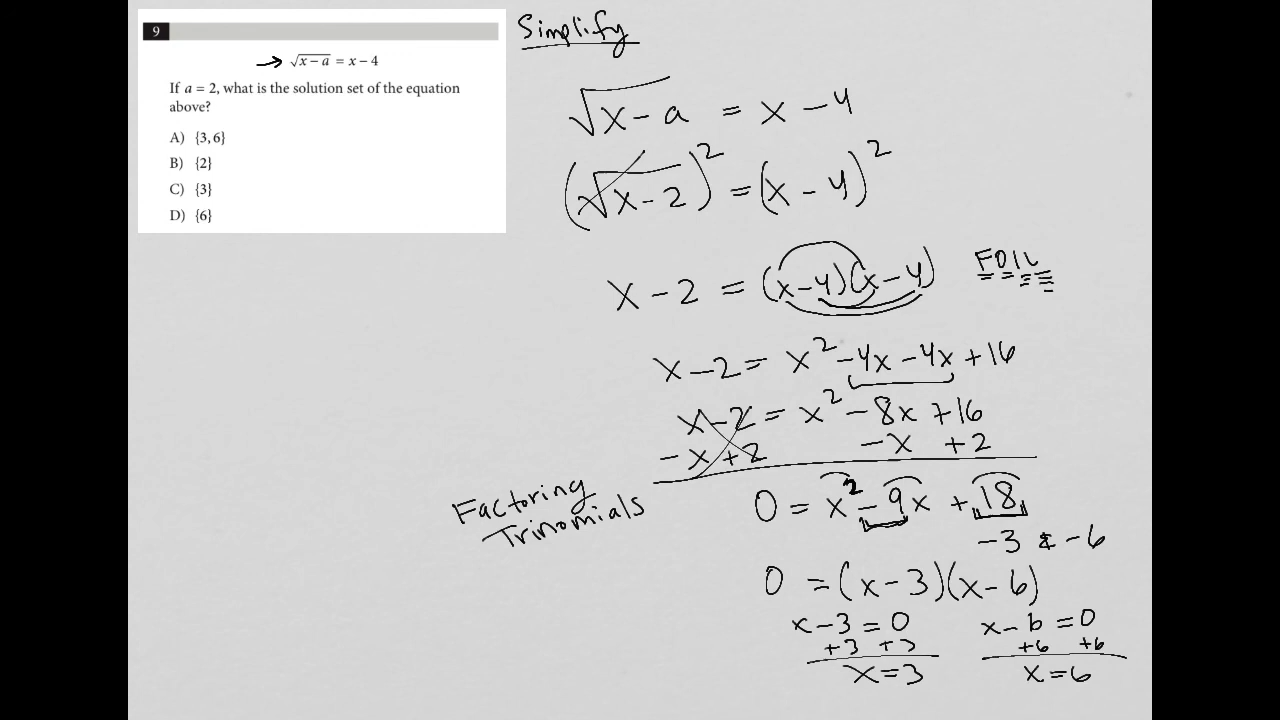 9
√x − a = x − 4
If a = 2, what is the solution set of the equation
above?
A) {3, 6}
B) {2}
C) {3}
D) {6}
Simplify
√x − a = x − 4
(√x − 2)² = (x − 4)²
x − 2 = (x − 4)(x − 4) FOIL
x − 2 = x² − 4x − 4x + 16
x − 2 = x² − 8x + 16
− x + 2 − x + 2
Factoring
Trinomials
0 = x² − 9x + 18
−3 & −6
0 = (x − 3)(x − 6)
x − 3 = 0 x − 6 = 0
+3 +3 +6 +6
x = 3 x = 6